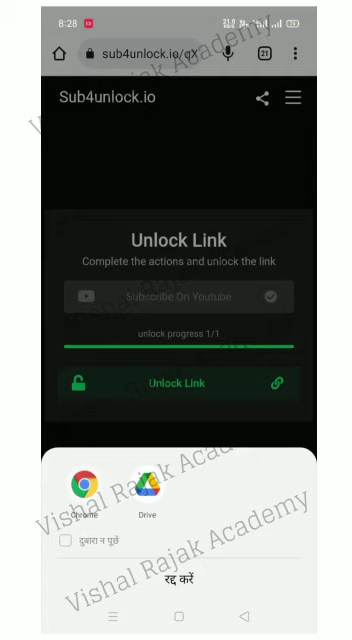 8:28
21
sub4unlock.io/qX
Sub4unlock.io
Unlock Link
Complete the actions and unlock the link
Subscribe On Youtube
unlock progress 1/1
Unlock Link
Chrome
Drive
दुबारा न पूछें
रद्द करें
Vishal Rajak Academy
Vishal Rajak Academy
Vishal Rajak Academy